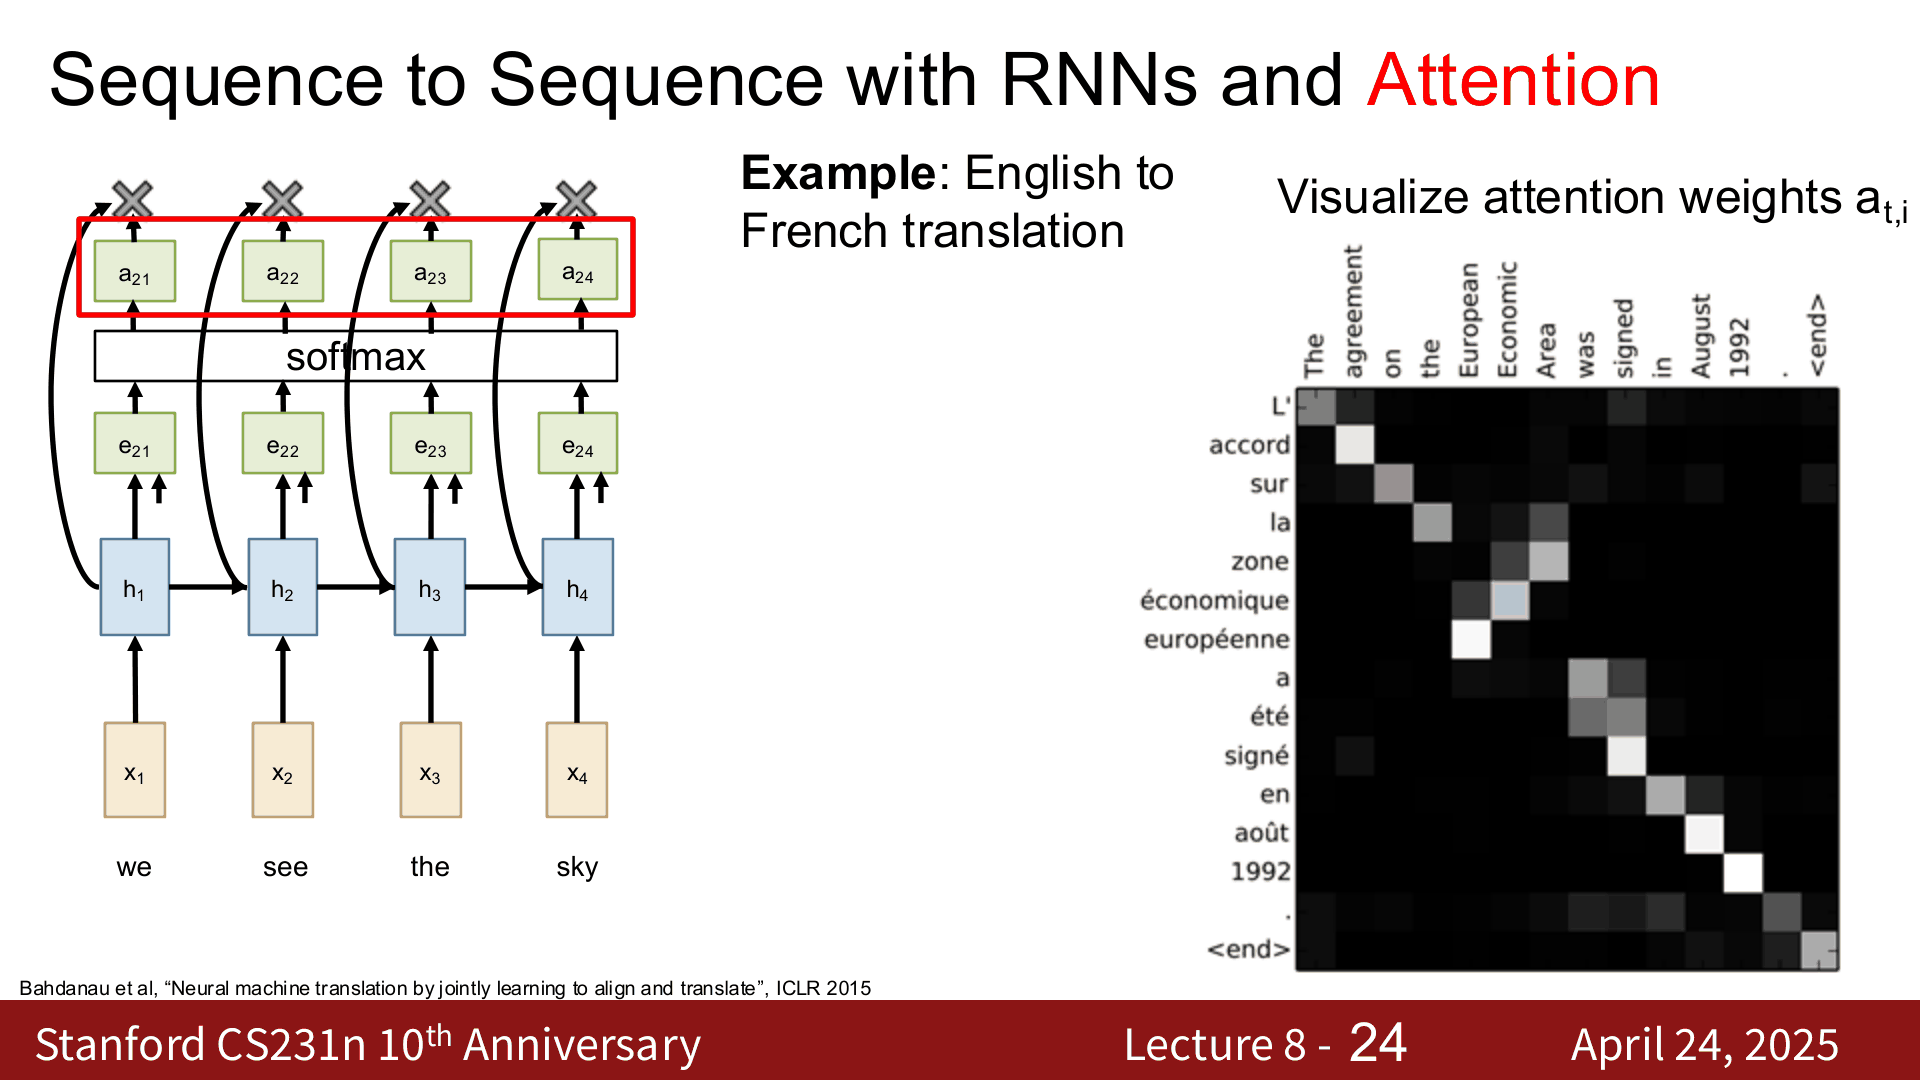 Sequence to Sequence with RNNs and Attention
Example: English to
French translation
Visualize attention weights a_t,i
a21 a22 a23 a24
softmax
e21 e22 e23 e24
h1 h2 h3 h4
x1 x2 x3 x4
we see the sky
The agreement on the European Economic Area was signed in August 1992 . <end>
L'
accord
sur
la
zone
économique
européenne
a
été
signé
en
août
1992
.
<end>
Bahdanau et al, “Neural machine translation by jointly learning to align and translate”, ICLR 2015
Stanford CS231n 10th Anniversary
Lecture 8 - 24
April 24, 2025